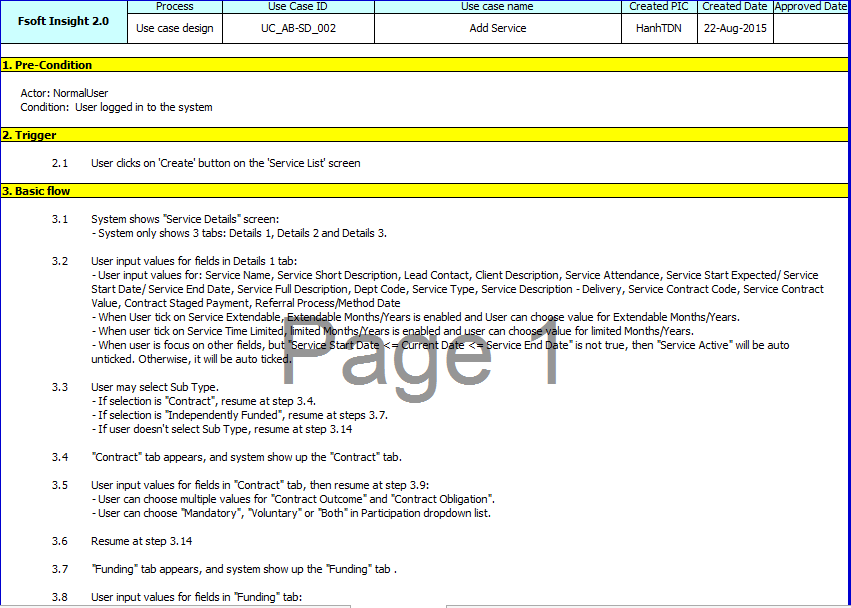 Fsoft Insight 2.0
Process Use Case ID Use case name Created PIC Created Date Approved Date
Use case design UC_AB-SD_002 Add Service HanhTDN 22-Aug-2015
1. Pre-Condition
Actor: NormalUser
Condition: User logged in to the system
2. Trigger
2.1 User clicks on 'Create' button on the 'Service List' screen
3. Basic flow
3.1 System shows "Service Details" screen:
- System only shows 3 tabs: Details 1, Details 2 and Details 3.
3.2 User input values for fields in Details 1 tab:
- User input values for: Service Name, Service Short Description, Lead Contact, Client Description, Service Attendance, Service Start Expected/ Service
Start Date/ Service End Date, Service Full Description, Dept Code, Service Type, Service Description - Delivery, Service Contract Code, Service Contract
Value, Contract Staged Payment, Referral Process/Method Date
- When User tick on Service Extendable, Extendable Months/Years is enabled and User can choose value for Extendable Months/Years.
- When user tick on Service Time Limited, limited Months/Years is enabled and user can choose value for limited Months/Years.
- When user is focus on other fields, but "Service Start Date <= Current Date <= Service End Date" is not true, then "Service Active" will be auto
unticked. Otherwise, it will be auto ticked.
Page 1
3.3 User may select Sub Type.
- If selection is "Contract", resume at step 3.4.
- If selection is "Independently Funded", resume at steps 3.7.
- If user doesn't select Sub Type, resume at step 3.14
3.4 "Contract" tab appears, and system show up the "Contract" tab.
3.5 User input values for fields in "Contract" tab, then resume at step 3.9:
- User can choose multiple values for "Contract Outcome" and "Contract Obligation".
- User can choose "Mandatory", "Voluntary" or "Both" in Participation dropdown list.
3.6 Resume at step 3.14
3.7 "Funding" tab appears, and system show up the "Funding" tab .
3.8 User input values for fields in "Funding" tab: